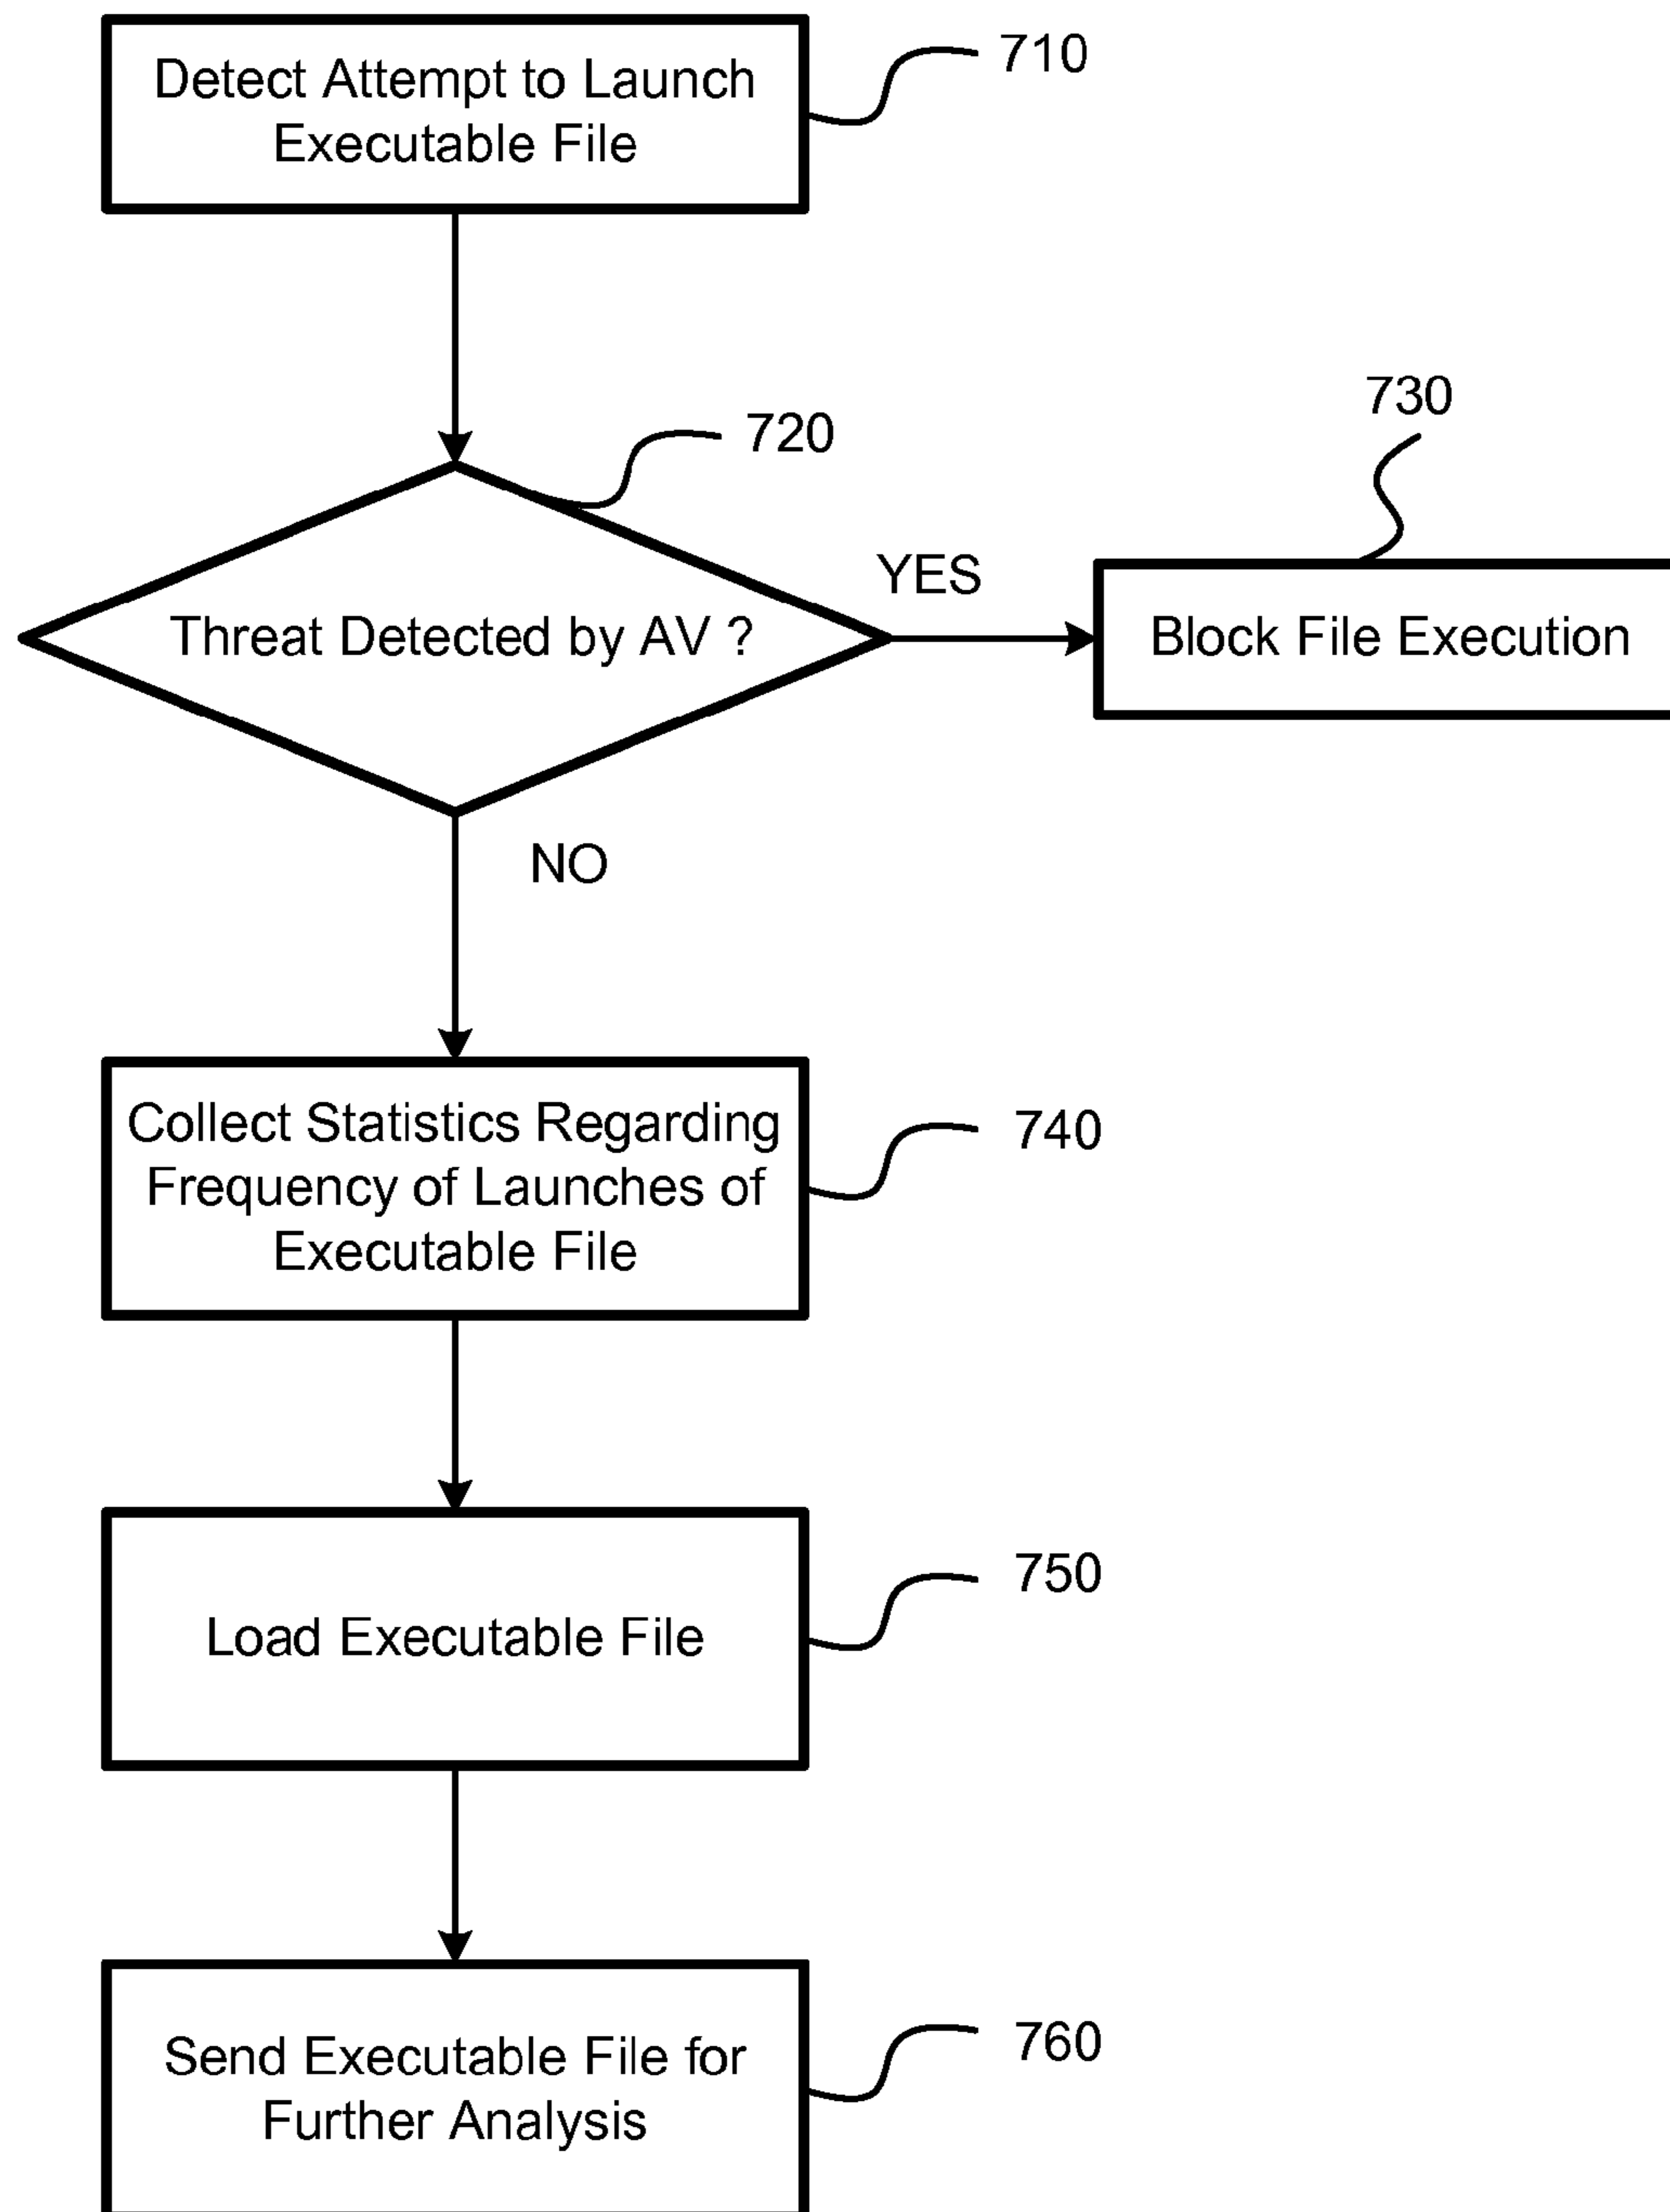 Detect Attempt to Launch
Executable File
710
720
Threat Detected by AV ?
YES
730
Block File Execution
NO
Collect Statistics Regarding
Frequency of Launches of
Executable File
740
Load Executable File
750
Send Executable File for
Further Analysis
760